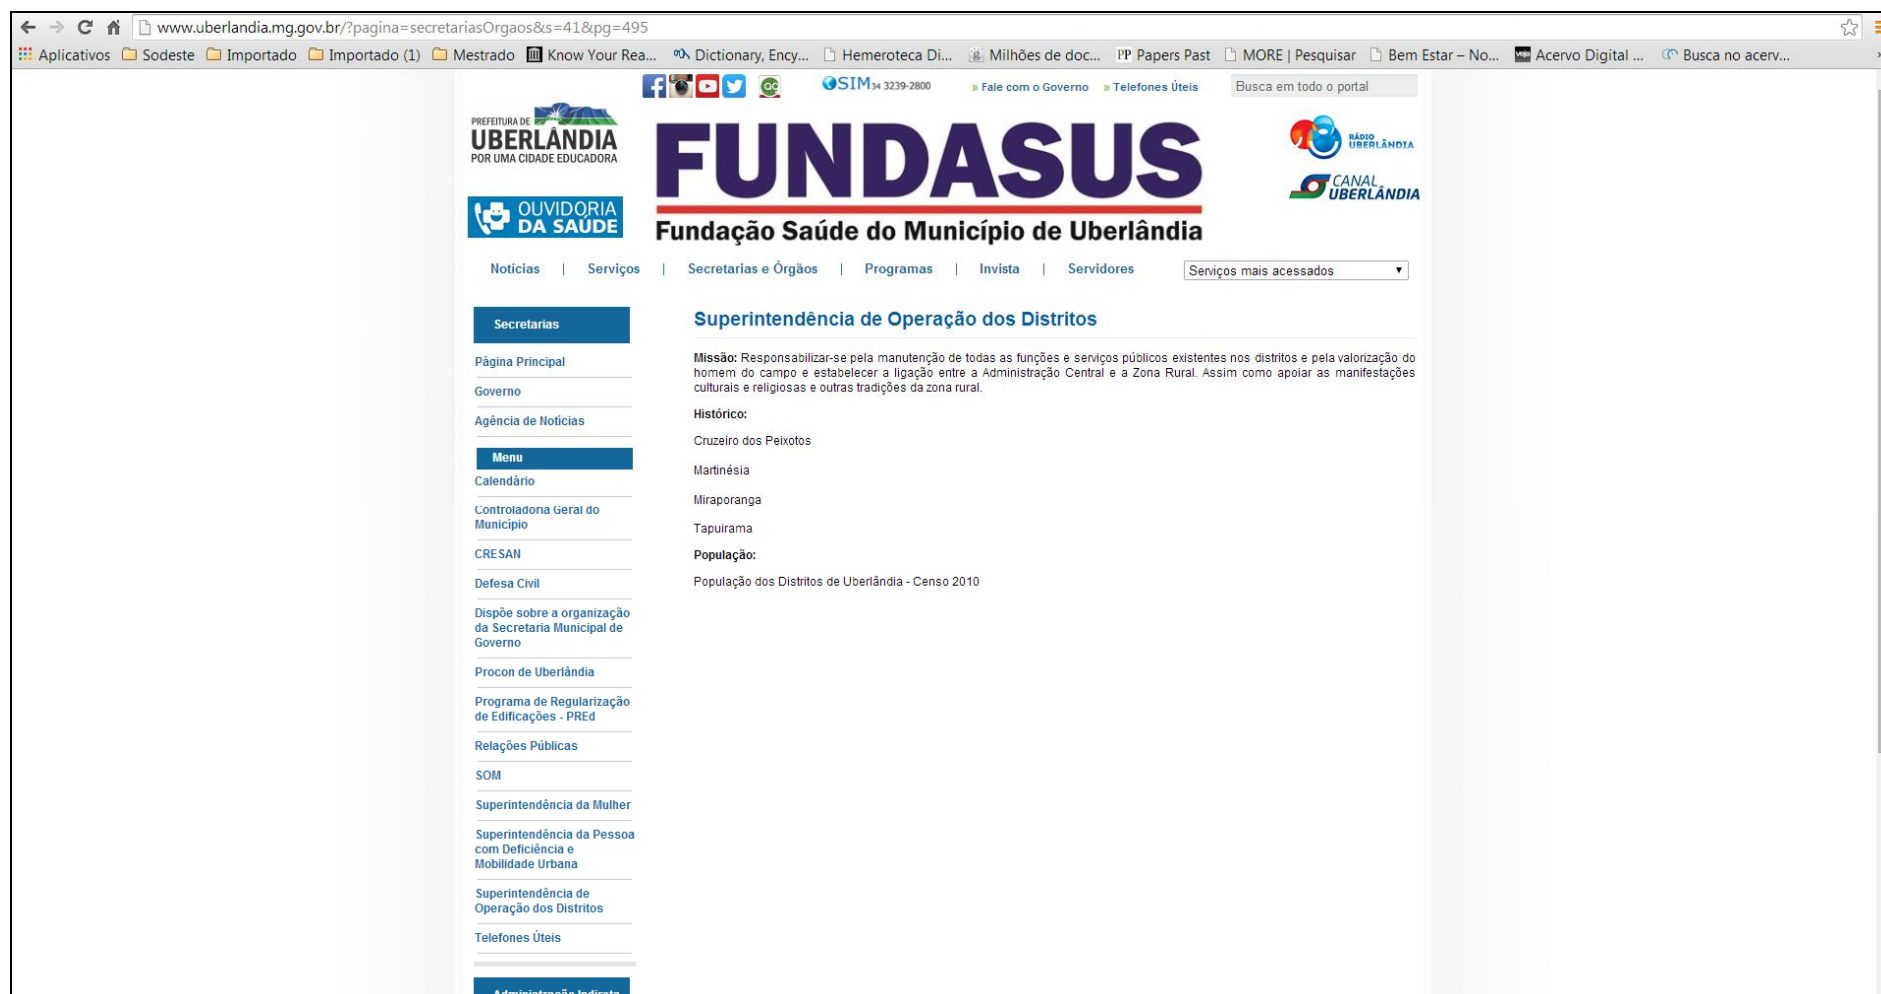 www.uberlandia.mg.gov.br/?pagina=secretariasOrgaos&s=41&pg=495
Aplicativos Sodeste Importado Importado (1) Mestrado Know Your Rea... Dictionary, Ency... Hemeroteca Di... Milhões de doc... PP Papers Past MORE | Pesquisar Bem Estar – No... Acervo Digital ... Busca no acerv...
SIM 34 3239-2800 » Fale com o Governo » Telefones Úteis Busca em todo o portal
PREFEITURA DE
UBERLÂNDIA
POR UMA CIDADE EDUCADORA
OUVIDORIA
DA SAÚDE
FUNDASUS
Fundação Saúde do Município de Uberlândia
RÁDIO
UBERLÂNDIA
CANAL
UBERLÂNDIA
Notícias | Serviços | Secretarias e Órgãos | Programas | Invista | Servidores Serviços mais acessados
Secretarias
Página Principal
Governo
Agência de Notícias
Menu
Calendário
Controladoria Geral do
Município
CRESAN
Defesa Civil
Dispõe sobre a organização
da Secretaria Municipal de
Governo
Procon de Uberlândia
Programa de Regularização
de Edificações - PREd
Relações Públicas
SOM
Superintendência da Mulher
Superintendência da Pessoa
com Deficiência e
Mobilidade Urbana
Superintendência de
Operação dos Distritos
Telefones Úteis
Administração Indireta
Superintendência de Operação dos Distritos
Missão: Responsabilizar-se pela manutenção de todas as funções e serviços públicos existentes nos distritos e pela valorização do
homem do campo e estabelecer a ligação entre a Administração Central e a Zona Rural. Assim como apoiar as manifestações
culturais e religiosas e outras tradições da zona rural.
Histórico:
Cruzeiro dos Peixotos
Martinésia
Miraporanga
Tapuirama
População:
População dos Distritos de Uberlândia - Censo 2010